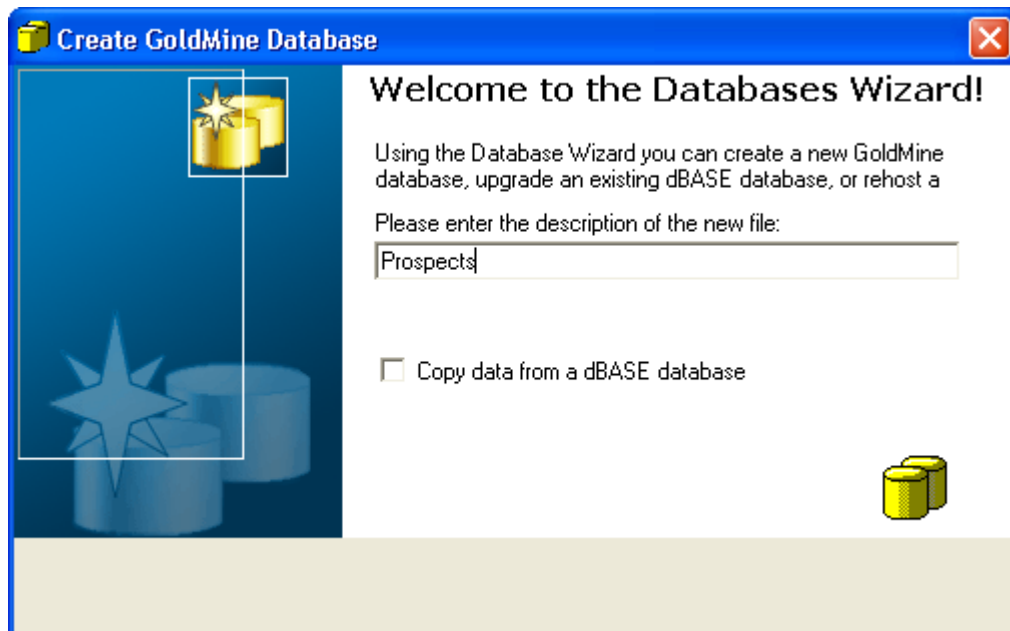 Create GoldMine Database
Welcome to the Databases Wizard!
Using the Database Wizard you can create a new GoldMine
database, upgrade an existing dBASE database, or rehost a
Please enter the description of the new file:
Prospects
Copy data from a dBASE database